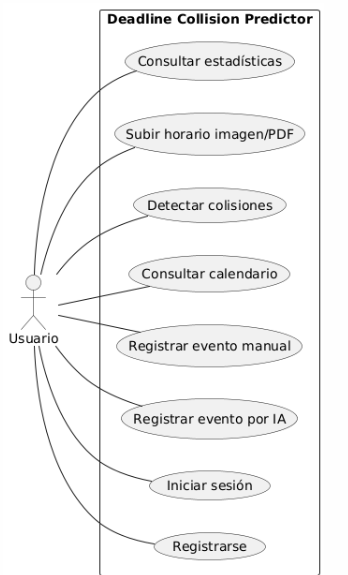 Deadline Collision Predictor
Consultar estadísticas
Subir horario imagen/PDF
Detectar colisiones
Consultar calendario
Usuario
Registrar evento manual
Registrar evento por IA
Iniciar sesión
Registrarse